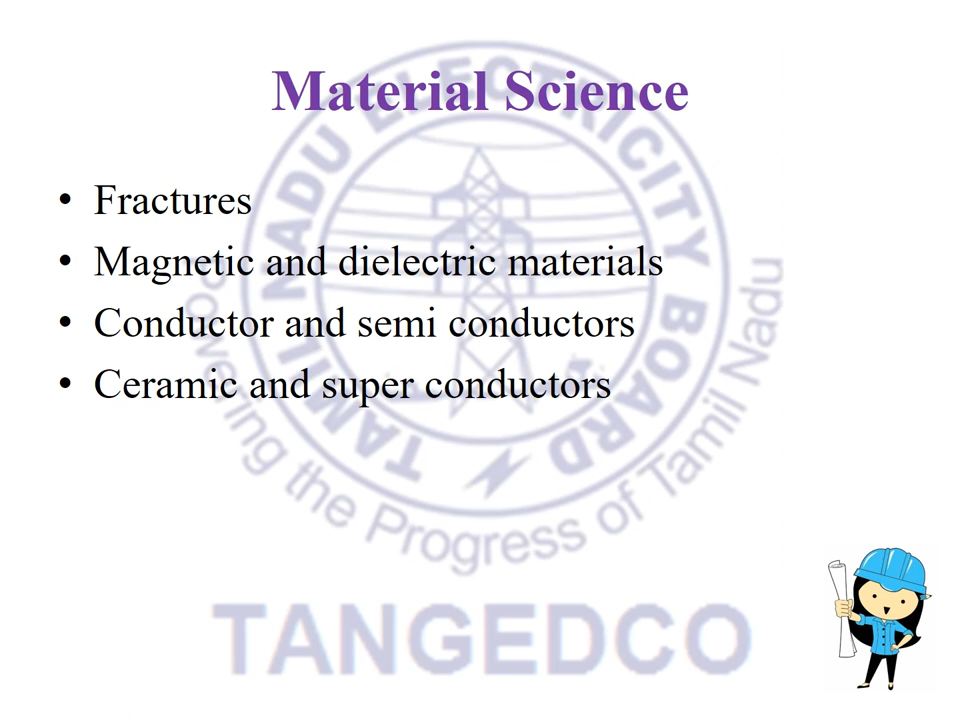 Material Science
• Fractures
• Magnetic and dielectric materials
• Conductor and semi conductors
• Ceramic and super conductors
TAMIL NADU ELECTRICITY BOARD
Powering the Progress of Tamil Nadu
TANGEDCO